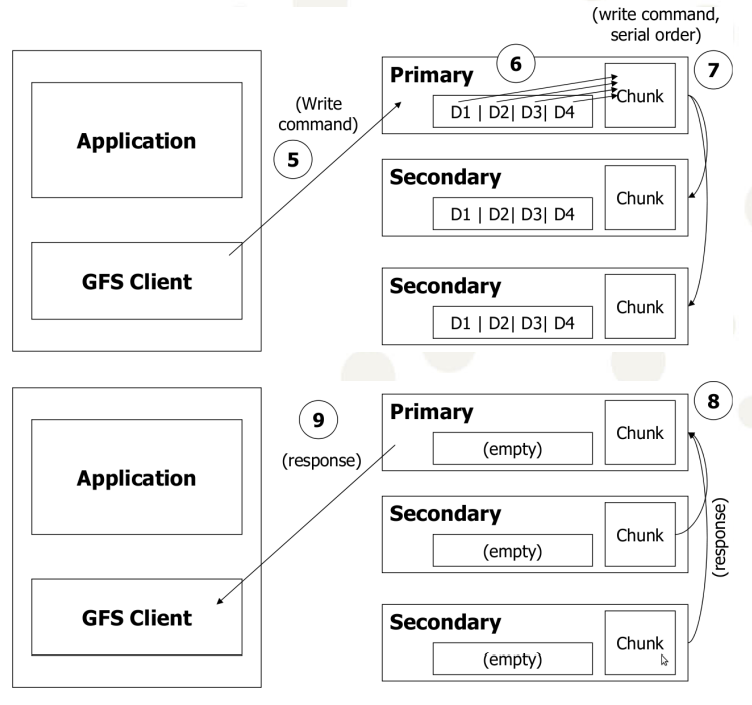 (write command,
serial order)
6
7
Primary
Chunk
D1 | D2| D3| D4
(Write
command)
5
Application
Secondary
Chunk
D1 | D2| D3| D4
GFS Client
Secondary
Chunk
D1 | D2| D3| D4
8
9
(response)
Primary
Chunk
(empty)
Application
Secondary
Chunk
(empty)
(response)
GFS Client
Secondary
Chunk
(empty)